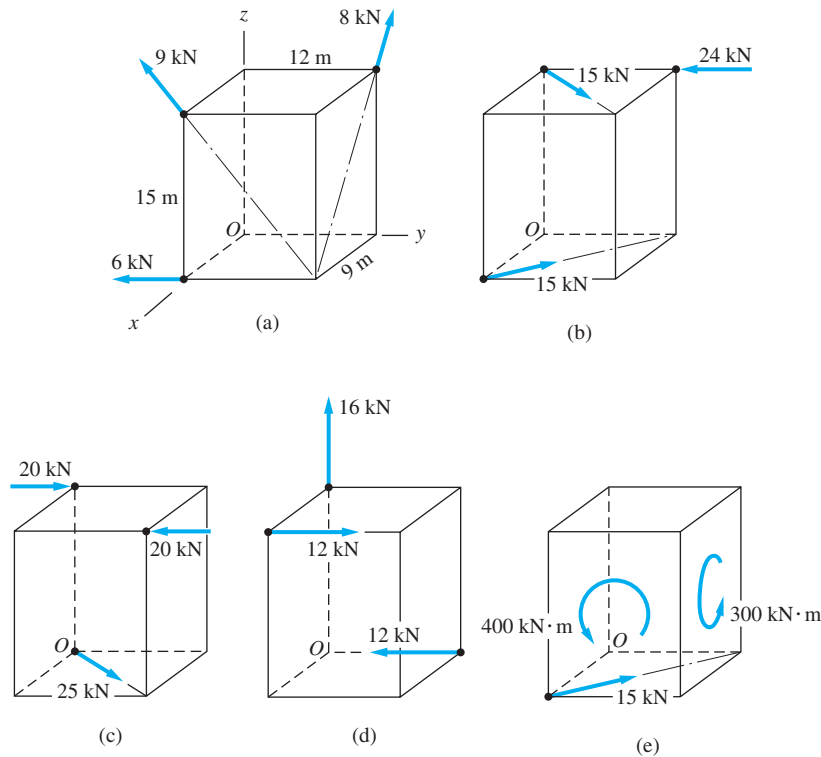 z
8 kN
9 kN
12 m
15 m
O
y
6 kN
9 m
x
(a)
24 kN
15 kN
O
15 kN
(b)
20 kN
20 kN
O
25 kN
(c)
16 kN
12 kN
12 kN
O
(d)
400 kN·m
300 kN·m
O
15 kN
(e)